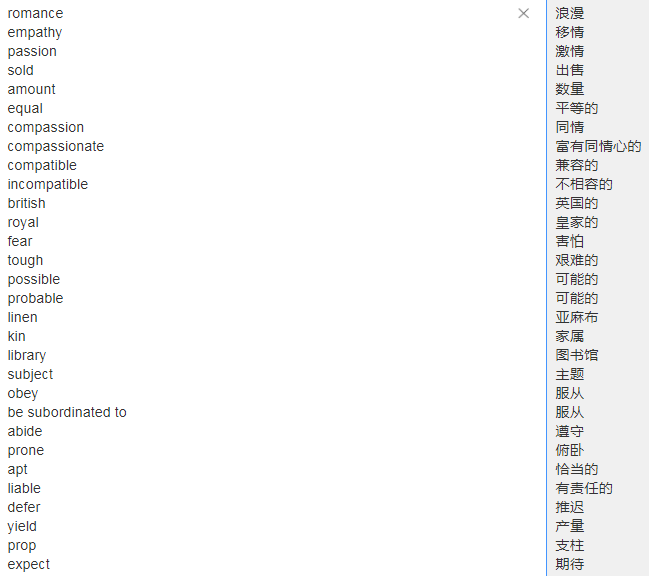 romance
empathy
passion
sold
amount
equal
compassion
compassionate
compatible
incompatible
british
royal
fear
tough
possible
probable
linen
kin
library
subject
obey
be subordinated to
abide
prone
apt
liable
defer
yield
prop
expect
浪漫
移情
激情
出售
数量
平等的
同情
富有同情心的
兼容的
不相容的
英国的
皇家的
害怕
艰难的
可能的
可能的
亚麻布
家属
图书馆
主题
服从
服从
遵守
俯卧
恰当的
有责任的
推迟
产量
支柱
期待